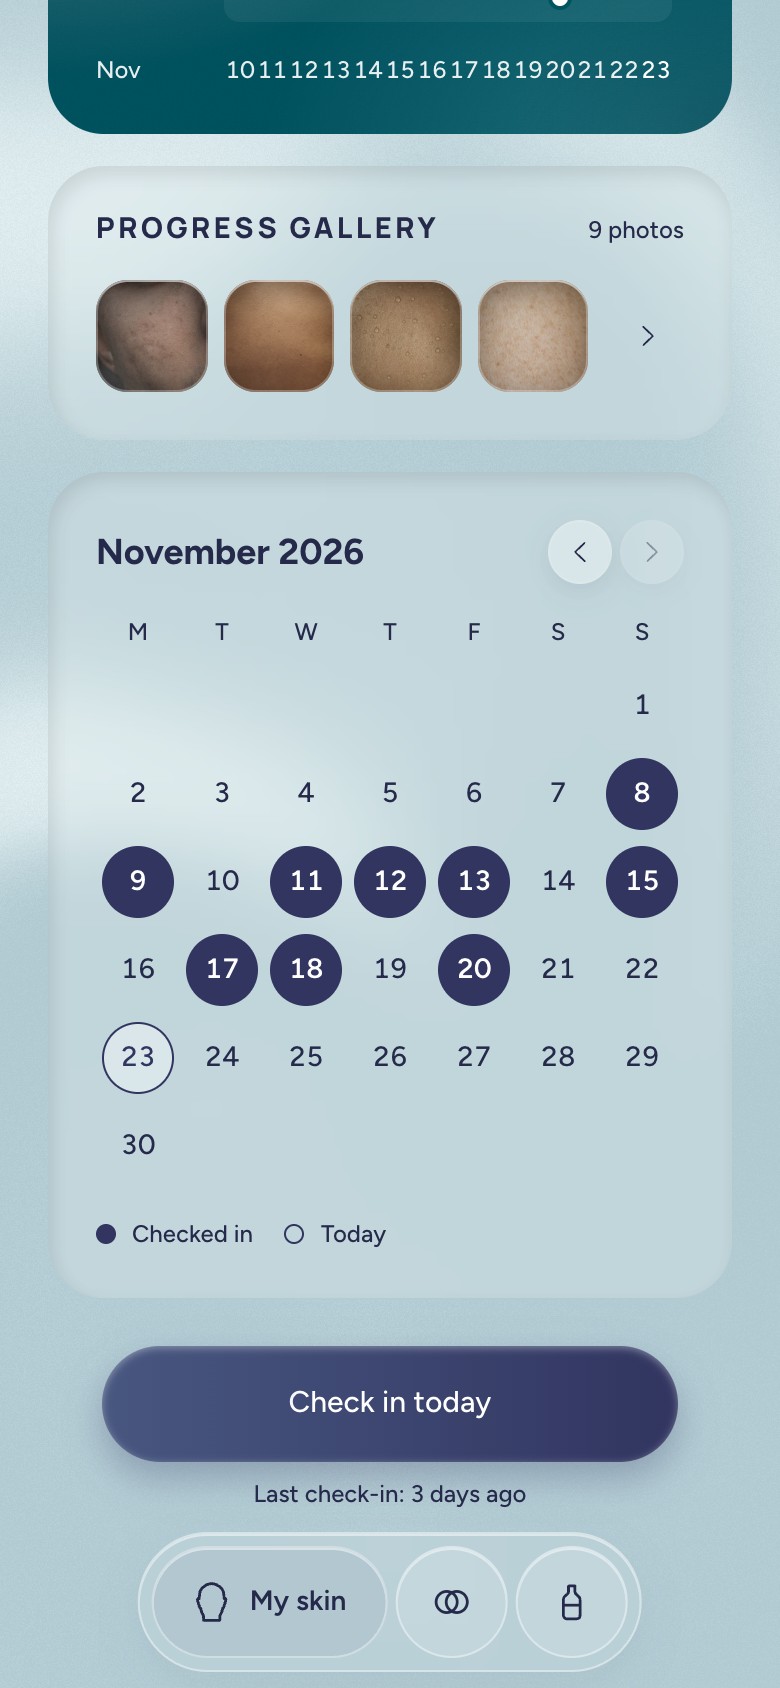 Nov 10 11 12 13 14 15 16 17 18 19 20 21 22 23
PROGRESS GALLERY 9 photos
November 2026
M T W T F S S
1
2 3 4 5 6 7 8
9 10 11 12 13 14 15
16 17 18 19 20 21 22
23 24 25 26 27 28 29
30
Checked in Today
Check in today
Last check-in: 3 days ago
My skin